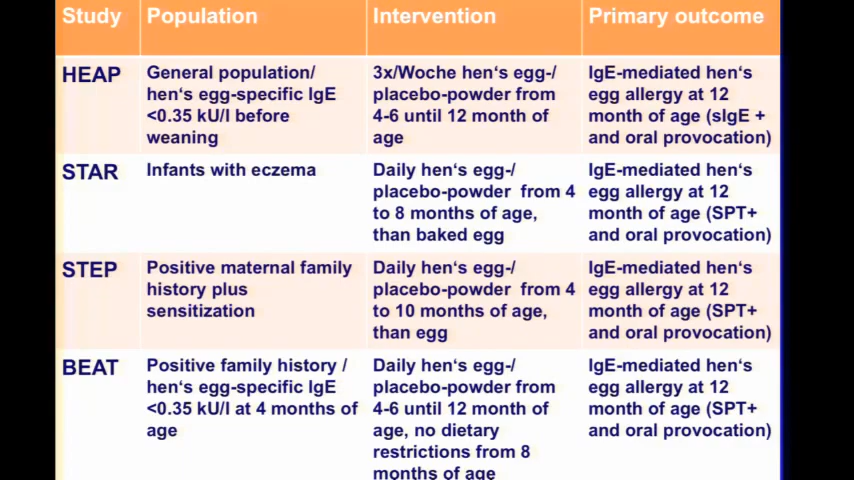 Study Population Intervention Primary outcome
HEAP
General population/
hen‘s egg-specific IgE
<0.35 kU/l before
weaning
3x/Woche hen‘s egg-/
placebo-powder from
4-6 until 12 month of
age
IgE-mediated hen‘s
egg allergy at 12
month of age (sIgE +
and oral provocation)
STAR
Infants with eczema
Daily hen‘s egg-/
placebo-powder from 4
to 8 months of age,
than baked egg
IgE-mediated hen‘s
egg allergy at 12
month of age (SPT+
and oral provocation)
STEP
Positive maternal family
history plus
sensitization
Daily hen‘s egg-/
placebo-powder from 4
to 10 months of age,
than egg
IgE-mediated hen‘s
egg allergy at 12
month of age (SPT+
and oral provocation)
BEAT
Positive family history /
hen‘s egg-specific IgE
<0.35 kU/l at 4 months of
age
Daily hen‘s egg-/
placebo-powder from
4-6 until 12 month of
age, no dietary
restrictions from 8
months of age
IgE-mediated hen‘s
egg allergy at 12
month of age (SPT+
and oral provocation)